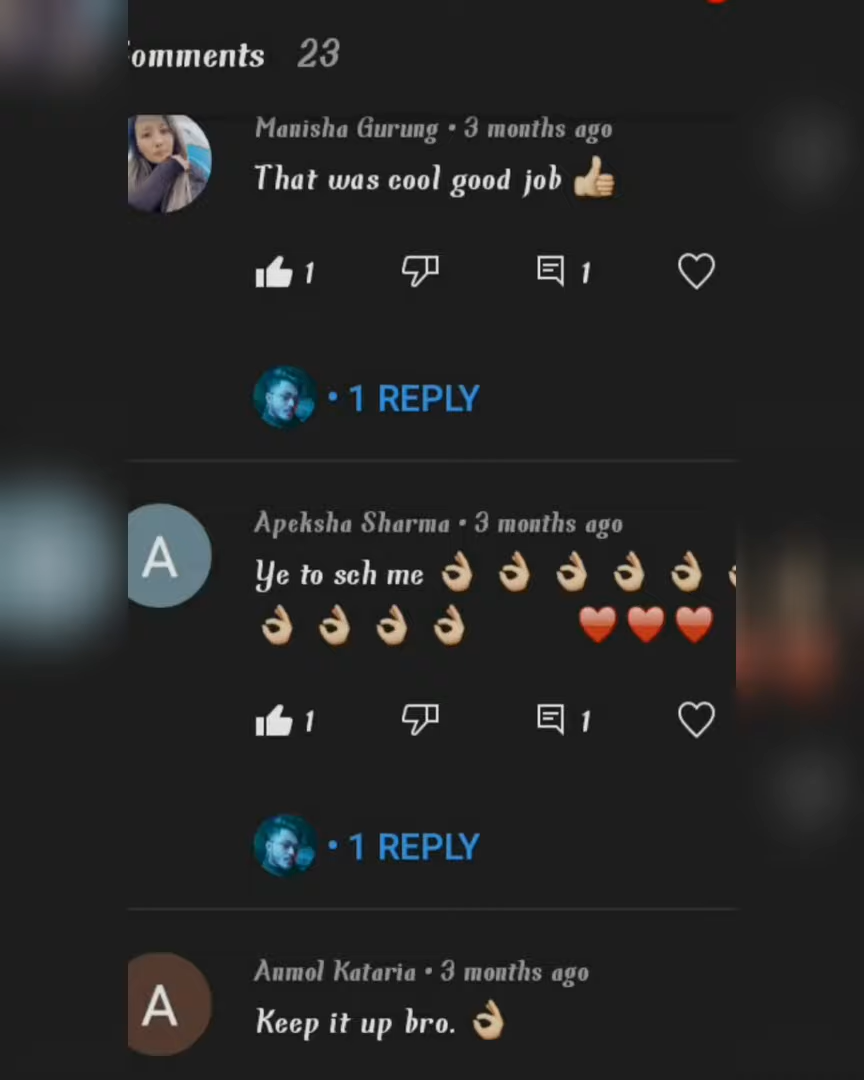 omments 23
Manisha Gurung • 3 months ago
That was cool good job 👍
1 1
• 1 REPLY
A
Apeksha Sharma • 3 months ago
Ye to sch me 👌 👌 👌 👌 👌
👌 👌 👌 👌 ♥️♥️♥️
1 1
• 1 REPLY
A
Anmol Kataria • 3 months ago
Keep it up bro. 👌